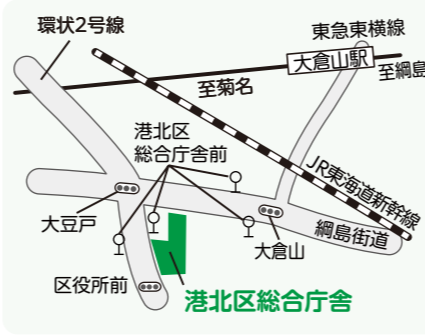 環状2号線
東急東横線
大倉山駅
至綱島
至菊名
港北区
総合庁舎前
JR東海道新幹線
大豆戸
大倉山
綱島街道
区役所前
港北区総合庁舎